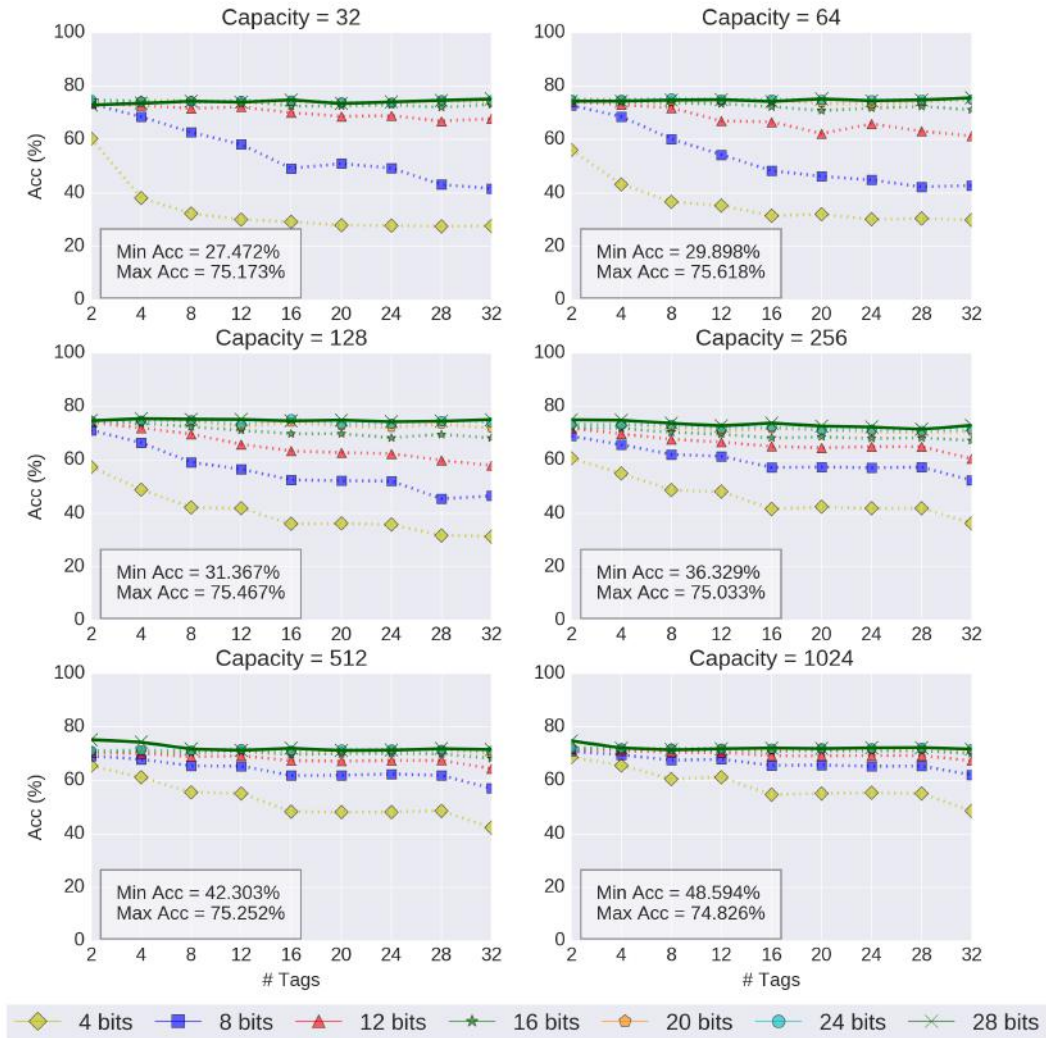 Capacity = 32
Capacity = 64
100
80
60
40
20
0
Acc (%)
Min Acc = 27.472%
Max Acc = 75.173%
2 4 8 12 16 20 24 28 32
100
80
60
40
20
0
Min Acc = 29.898%
Max Acc = 75.618%
2 4 8 12 16 20 24 28 32
Capacity = 128
Capacity = 256
100
80
60
40
20
0
Acc (%)
Min Acc = 31.367%
Max Acc = 75.467%
2 4 8 12 16 20 24 28 32
100
80
60
40
20
0
Min Acc = 36.329%
Max Acc = 75.033%
2 4 8 12 16 20 24 28 32
Capacity = 512
Capacity = 1024
100
80
60
40
20
0
Acc (%)
Min Acc = 42.303%
Max Acc = 75.252%
2 4 8 12 16 20 24 28 32
# Tags
100
80
60
40
20
0
Min Acc = 48.594%
Max Acc = 74.826%
2 4 8 12 16 20 24 28 32
# Tags
4 bits 8 bits 12 bits 16 bits 20 bits 24 bits 28 bits